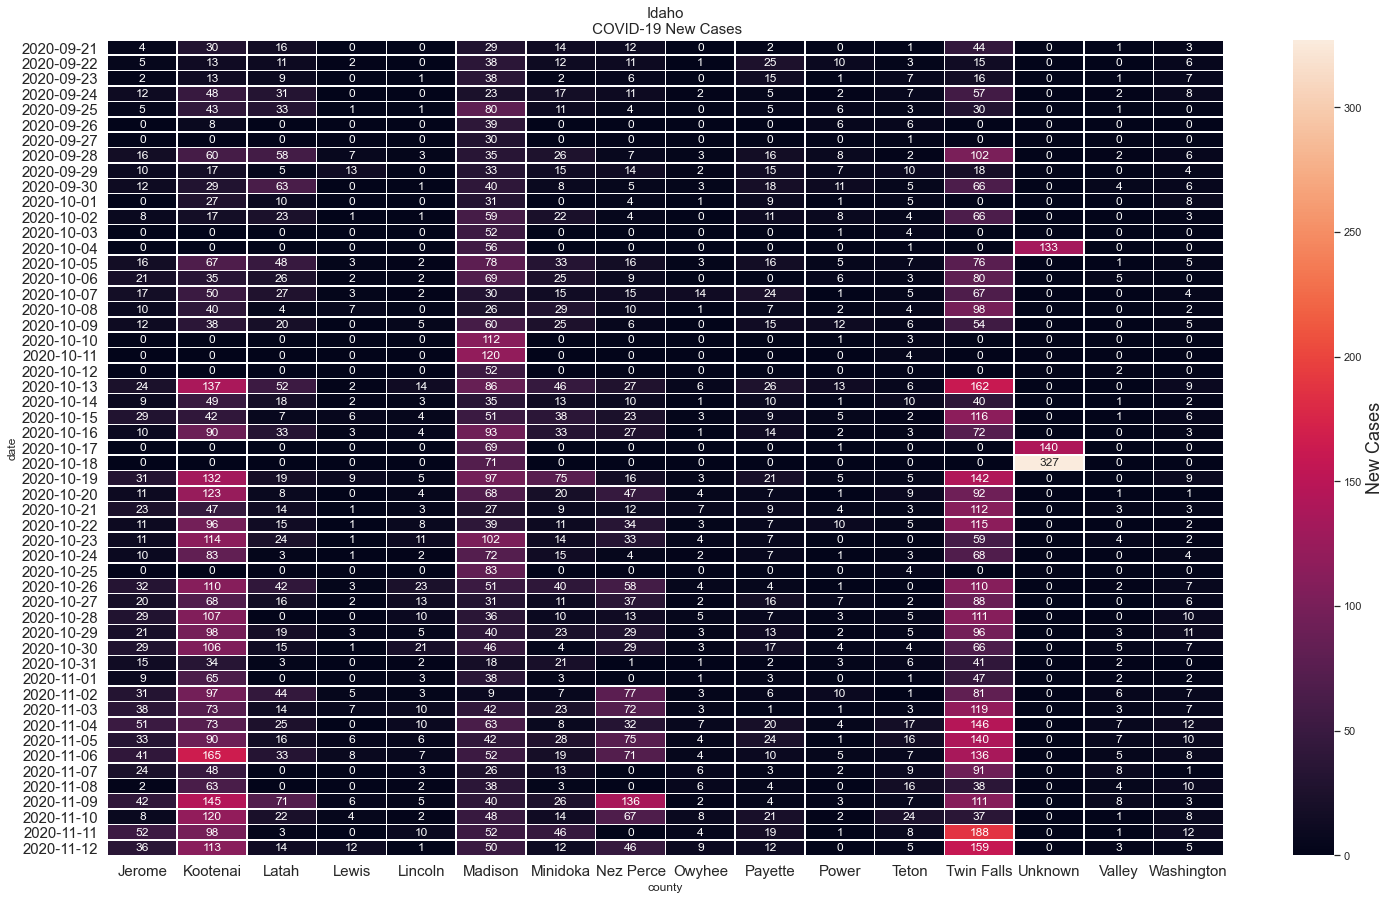 Idaho
COVID-19 New Cases
2020-09-21 4 30 16 0 0 29 14 12 0 2 0 1 44 0 1 3
2020-09-22 5 13 11 2 0 38 12 11 1 25 10 3 15 0 0 6
2020-09-23 2 13 9 0 1 38 2 6 0 15 1 7 16 0 1 7
2020-09-24 12 48 31 0 0 23 17 11 2 5 2 7 57 0 2 8
2020-09-25 5 43 33 1 1 80 11 4 0 5 6 3 30 0 1 0
2020-09-26 0 8 0 0 0 39 0 0 0 0 6 6 0 0 0 0
2020-09-27 0 0 0 0 0 30 0 0 0 0 0 1 0 0 0 0
2020-09-28 16 60 58 7 3 35 26 7 3 16 8 2 102 0 2 6
2020-09-29 10 17 5 13 0 33 15 14 2 15 7 10 18 0 0 4
2020-09-30 12 29 63 0 1 40 8 5 3 18 11 5 66 0 4 6
2020-10-01 0 27 10 0 0 31 0 4 1 9 1 5 0 0 0 8
2020-10-02 8 17 23 1 1 59 22 4 0 11 8 4 66 0 0 3
2020-10-03 0 0 0 0 0 52 0 0 0 0 1 4 0 0 0 0
2020-10-04 0 0 0 0 0 56 0 0 0 0 0 1 0 133 0 0
2020-10-05 16 67 48 3 2 78 33 16 3 16 5 7 76 0 1 5
2020-10-06 21 35 26 2 2 69 25 9 0 0 6 3 80 0 5 0
2020-10-07 17 50 27 3 2 30 15 15 14 24 1 5 67 0 0 4
2020-10-08 10 40 4 7 0 26 29 10 1 7 2 4 98 0 0 2
2020-10-09 12 38 20 0 5 60 25 6 0 15 12 6 54 0 0 5
2020-10-10 0 0 0 0 0 112 0 0 0 0 1 3 0 0 0 0
2020-10-11 0 0 0 0 0 120 0 0 0 0 0 4 0 0 0 0
2020-10-12 0 0 0 0 0 52 0 0 0 0 0 0 0 0 2 0
2020-10-13 24 137 52 2 14 86 46 27 6 26 13 6 162 0 0 9
2020-10-14 9 49 18 2 3 35 13 10 1 10 1 10 40 0 1 2
2020-10-15 29 42 7 6 4 51 38 23 3 9 5 2 116 0 1 6
2020-10-16 10 90 33 3 4 93 33 27 1 14 2 3 72 0 0 3
2020-10-17 0 0 0 0 0 69 0 0 0 0 1 0 0 140 0 0
2020-10-18 0 0 0 0 0 71 0 0 0 0 0 0 0 327 0 0
2020-10-19 31 132 19 9 5 97 75 16 3 21 5 5 142 0 0 9
2020-10-20 11 123 8 0 4 68 20 47 4 7 1 9 92 0 1 1
2020-10-21 23 47 14 1 3 27 9 12 7 9 4 3 112 0 3 3
2020-10-22 11 96 15 1 8 39 11 34 3 7 10 5 115 0 0 2
2020-10-23 11 114 24 1 11 102 14 33 4 7 0 0 59 0 4 2
2020-10-24 10 83 3 1 2 72 15 4 2 7 1 3 68 0 0 4
2020-10-25 0 0 0 0 0 83 0 0 0 0 0 4 0 0 0 0
2020-10-26 32 110 42 3 23 51 40 58 4 4 1 0 110 0 2 7
2020-10-27 20 68 16 2 13 31 11 37 2 16 7 2 88 0 0 6
2020-10-28 29 107 0 0 10 36 10 13 5 7 3 5 111 0 0 10
2020-10-29 21 98 19 3 5 40 23 29 3 13 2 5 96 0 3 11
2020-10-30 29 106 15 1 21 46 4 29 3 17 4 4 66 0 5 7
2020-10-31 15 34 3 0 2 18 21 1 1 2 3 6 41 0 2 0
2020-11-01 9 65 0 0 3 38 3 0 1 3 0 1 47 0 2 2
2020-11-02 31 97 44 5 3 9 7 77 3 6 10 1 81 0 6 7
2020-11-03 38 73 14 7 10 42 23 72 3 1 1 3 119 0 3 7
2020-11-04 51 73 25 0 10 63 8 32 7 20 4 17 146 0 7 12
2020-11-05 33 90 16 6 6 42 28 75 4 24 1 16 140 0 7 10
2020-11-06 41 165 33 8 7 52 19 71 4 10 5 7 136 0 5 8
2020-11-07 24 48 0 0 3 26 13 0 6 3 2 9 91 0 8 1
2020-11-08 2 63 0 0 2 38 3 0 6 4 0 16 38 0 4 10
2020-11-09 42 145 71 6 5 40 26 136 2 4 3 7 111 0 8 3
2020-11-10 8 120 22 4 2 48 14 67 8 21 2 24 37 0 1 8
2020-11-11 52 98 3 0 10 52 46 0 4 19 1 8 188 0 1 12
2020-11-12 36 113 14 12 1 50 12 46 9 12 0 5 159 0 3 5
Jerome Kootenai Latah Lewis Lincoln Madison Minidoka Nez Perce Owyhee Payette Power Teton Twin Falls Unknown Valley Washington
county
date
300
250
200
150
100
50
0
New Cases